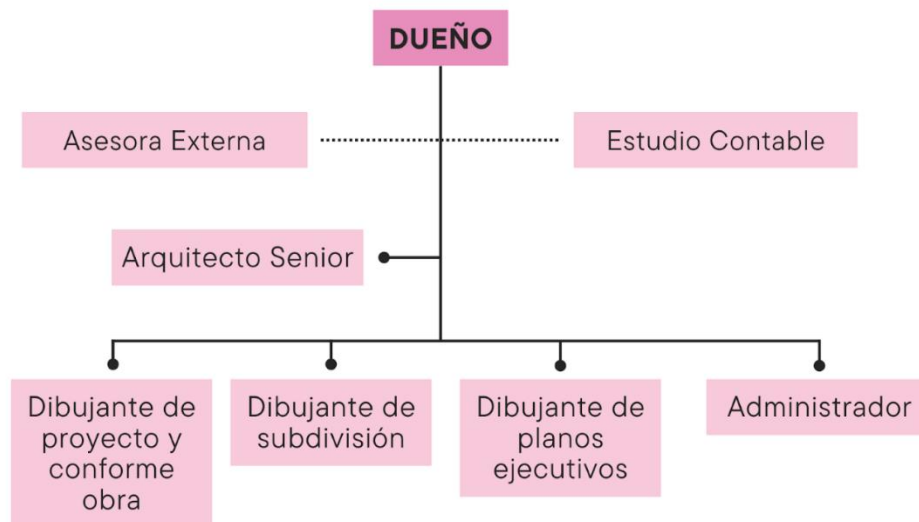 DUEÑO
Asesora Externa
Estudio Contable
Arquitecto Senior
Dibujante de
proyecto y
conforme
obra
Dibujante de
subdivisión
Dibujante de
planos
ejecutivos
Administrador